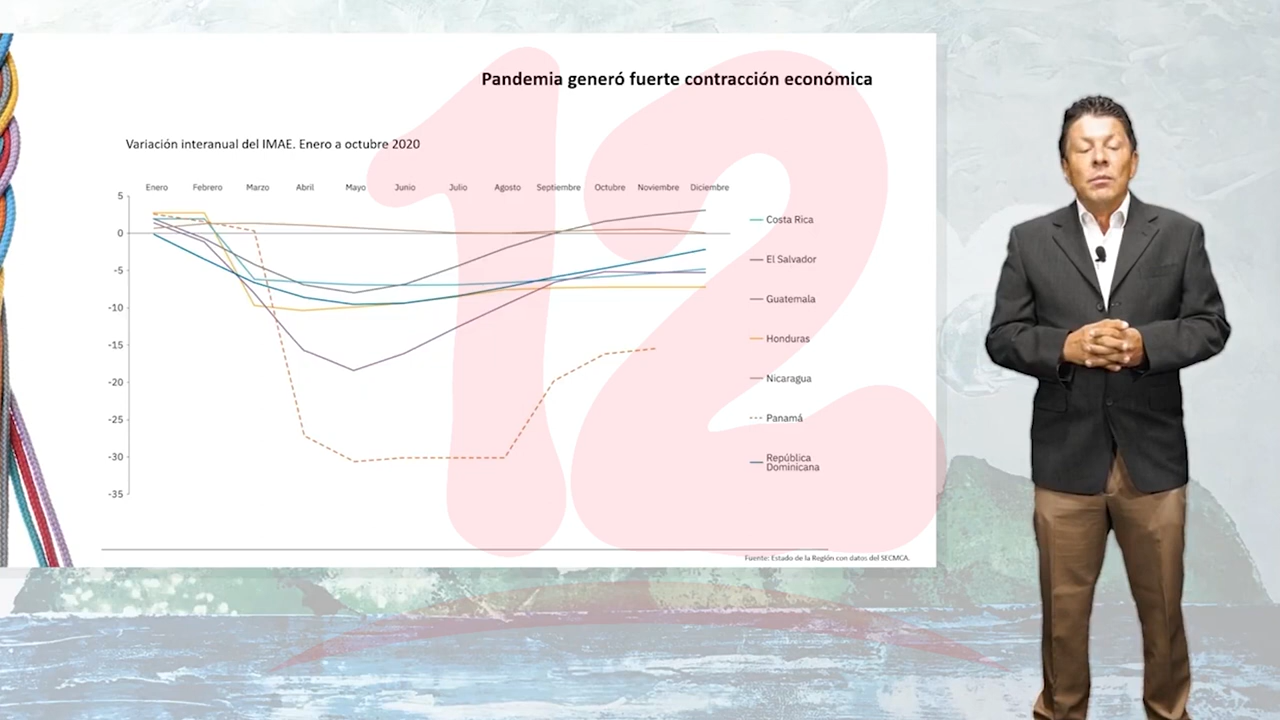 Pandemia generó fuerte contracción económica
Variación interanual del IMAE. Enero a octubre 2020
Enero Febrero Marzo Abril Mayo Junio Julio Agosto Septiembre Octubre Noviembre Diciembre
5
0
-5
-10
-15
-20
-25
-30
-35
Costa Rica
El Salvador
Guatemala
Honduras
Nicaragua
Panamá
República
Dominicana
Fuente: Estado de la Región con datos del SECMCA.
12